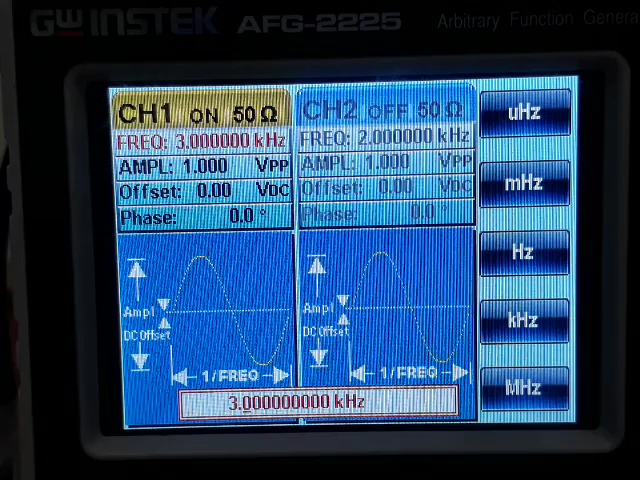 GWINSTEK AFG-2225 Arbitrary Function Genera
CH1 ON 50 Ω
FREQ: 3.000000 kHz
AMPL: 1.000 VPP
Offset: 0.00 VDC
Phase: 0.0 °
CH2 OFF 50 Ω
FREQ: 2.000000 kHz
AMPL: 1.000 VPP
Offset: 0.00 VDC
Phase: 0.0 °
Ampl
DC Offset
1/FREQ
Ampl
DC Offset
1/FREQ
3.000000000 kHz
uHz
mHz
Hz
kHz
MHz